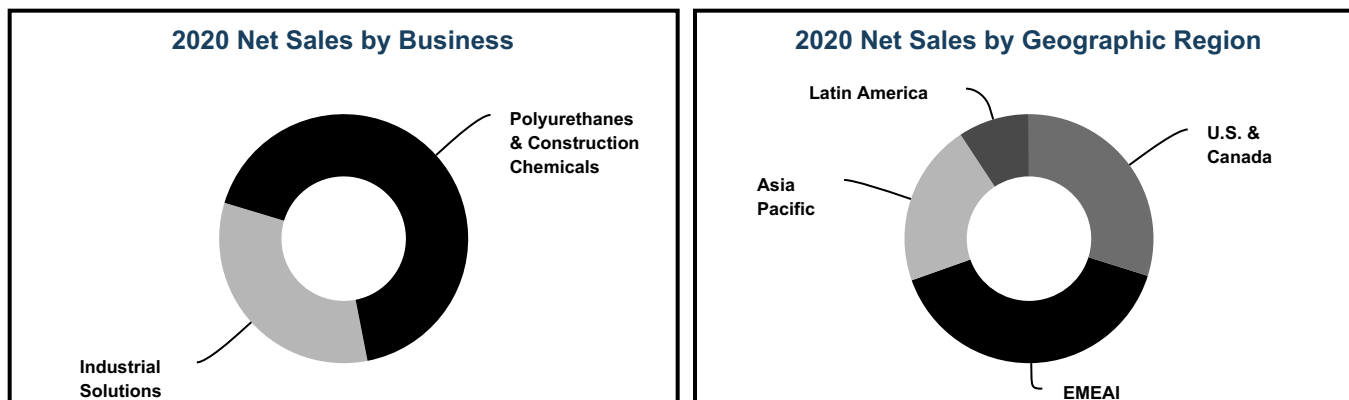 2020 Net Sales by Business
Polyurethanes
& Construction
Chemicals
Industrial
Solutions
2020 Net Sales by Geographic Region
Latin America
U.S. &
Canada
Asia
Pacific
EMEAI